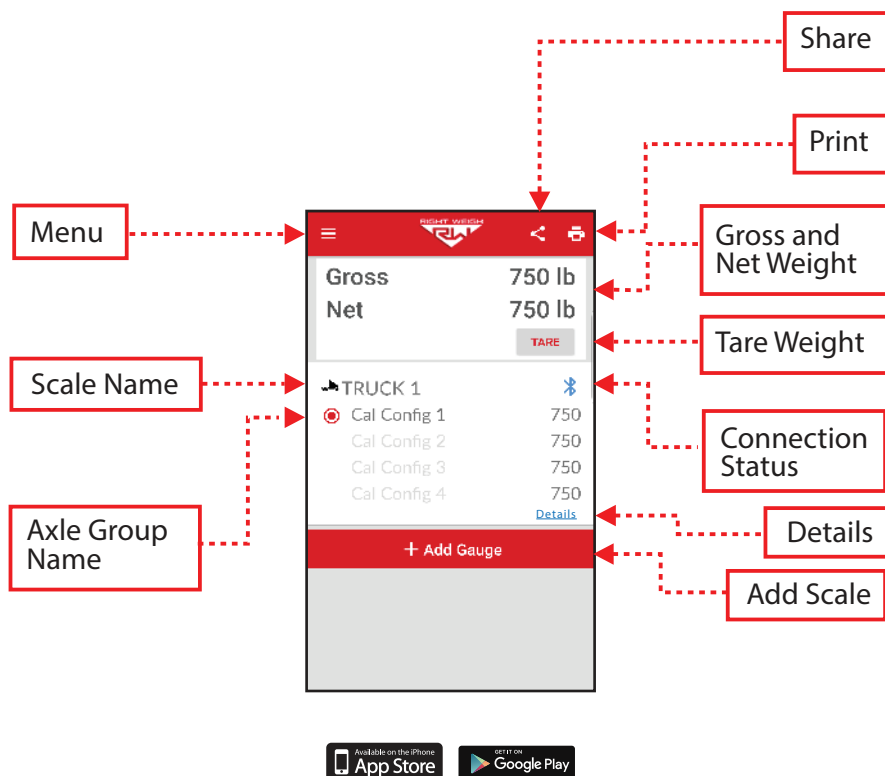 Share
Print
Menu
RIGHT WEIGH
RW
Gross and
Net Weight
Gross 750 lb
Net 750 lb
TARE
Tare Weight
Scale Name
TRUCK 1
Cal Config 1 750
Cal Config 2 750
Cal Config 3 750
Cal Config 4 750
Details
Connection
Status
Axle Group
Name
Details
+ Add Gauge
Add Scale
Available on the iPhone
App Store
GET IT ON
Google Play